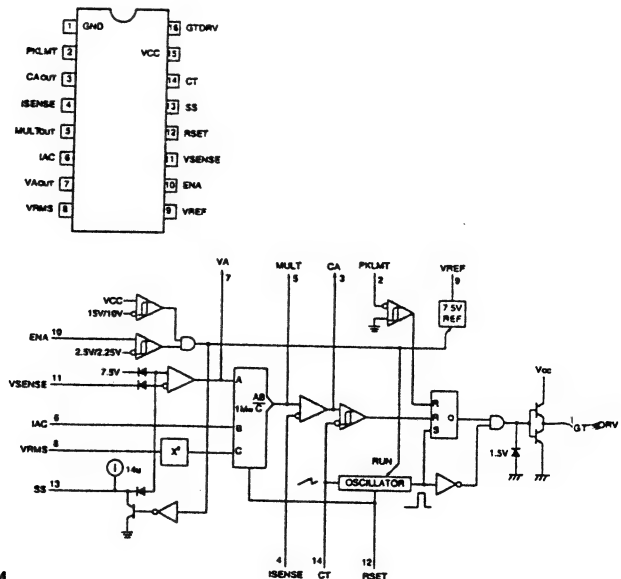 1 GND
GTDRV 16
PKLMT 2
VCC 15
CAOUT 3
14 CT
ISENSE 4
13 SS
MULTOUT 5
12 RSET
IAC 6
11 VSENSE
VAOUT 7
10 ENA
VRMS 8
9 VREF
VA
7
MULT
5
CA
3
PKLMT
2
VREF
9
VCC
15V/10V
7.5V
REF
ENA 10
2.5V/2.25V
7.5V
VSENSE 11
IAC 6
VRMS 8
X²
A
B
C
AB
C
R
R
S
Q
Vcc
GT DRV
1.5V
SS 13
I
14μ
RUN
OSCILLATOR
4
ISENSE
14
CT
12
RSET
4